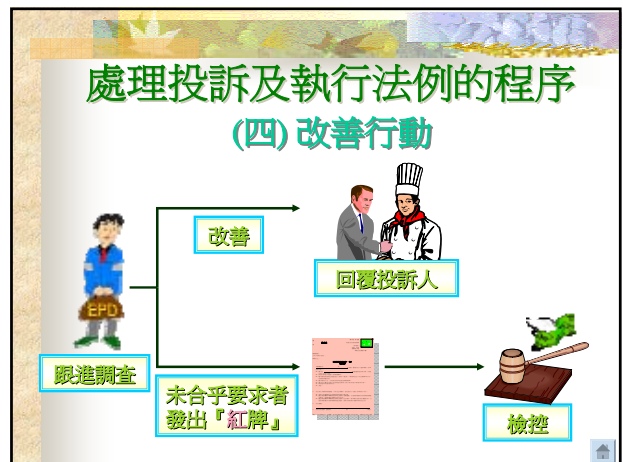 處理投訴及執行法例的程序
(四) 改善行動
改善
回覆投訴人
EPD
跟進調查
未合乎要求者
發出『紅牌』
檢控